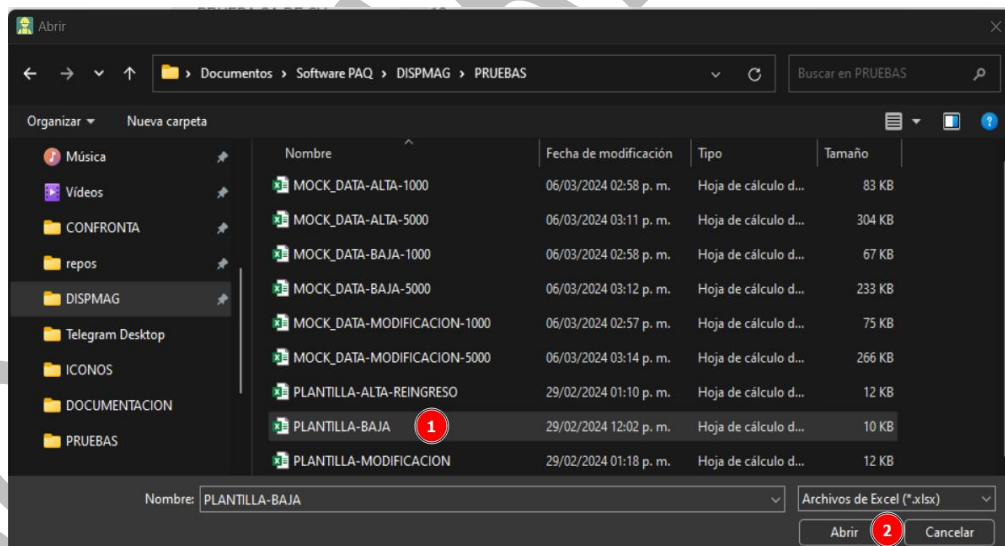 Abrir
Documentos > Software PAQ > DISPMAG > PRUEBAS
Buscar en PRUEBAS
Organizar
Nueva carpeta
?
Nombre
Fecha de modificación
Tipo
Tamaño
Música
Vídeos
CONFRONTA
repos
DISPMAG
Telegram Desktop
ICONOS
DOCUMENTACION
PRUEBAS
MOCK_DATA-ALTA-1000 06/03/2024 02:58 p. m. Hoja de cálculo d... 83 KB
MOCK_DATA-ALTA-5000 06/03/2024 03:11 p. m. Hoja de cálculo d... 304 KB
MOCK_DATA-BAJA-1000 06/03/2024 02:58 p. m. Hoja de cálculo d... 67 KB
MOCK_DATA-BAJA-5000 06/03/2024 03:12 p. m. Hoja de cálculo d... 233 KB
MOCK_DATA-MODIFICACION-1000 06/03/2024 02:57 p. m. Hoja de cálculo d... 75 KB
MOCK_DATA-MODIFICACION-5000 06/03/2024 03:14 p. m. Hoja de cálculo d... 266 KB
PLANTILLA-ALTA-REINGRESO 29/02/2024 01:10 p. m. Hoja de cálculo d... 12 KB
PLANTILLA-BAJA 1 29/02/2024 12:02 p. m. Hoja de cálculo d... 10 KB
PLANTILLA-MODIFICACION 29/02/2024 01:18 p. m. Hoja de cálculo d... 12 KB
Nombre: PLANTILLA-BAJA
Archivos de Excel (*.xlsx)
Abrir 2 Cancelar